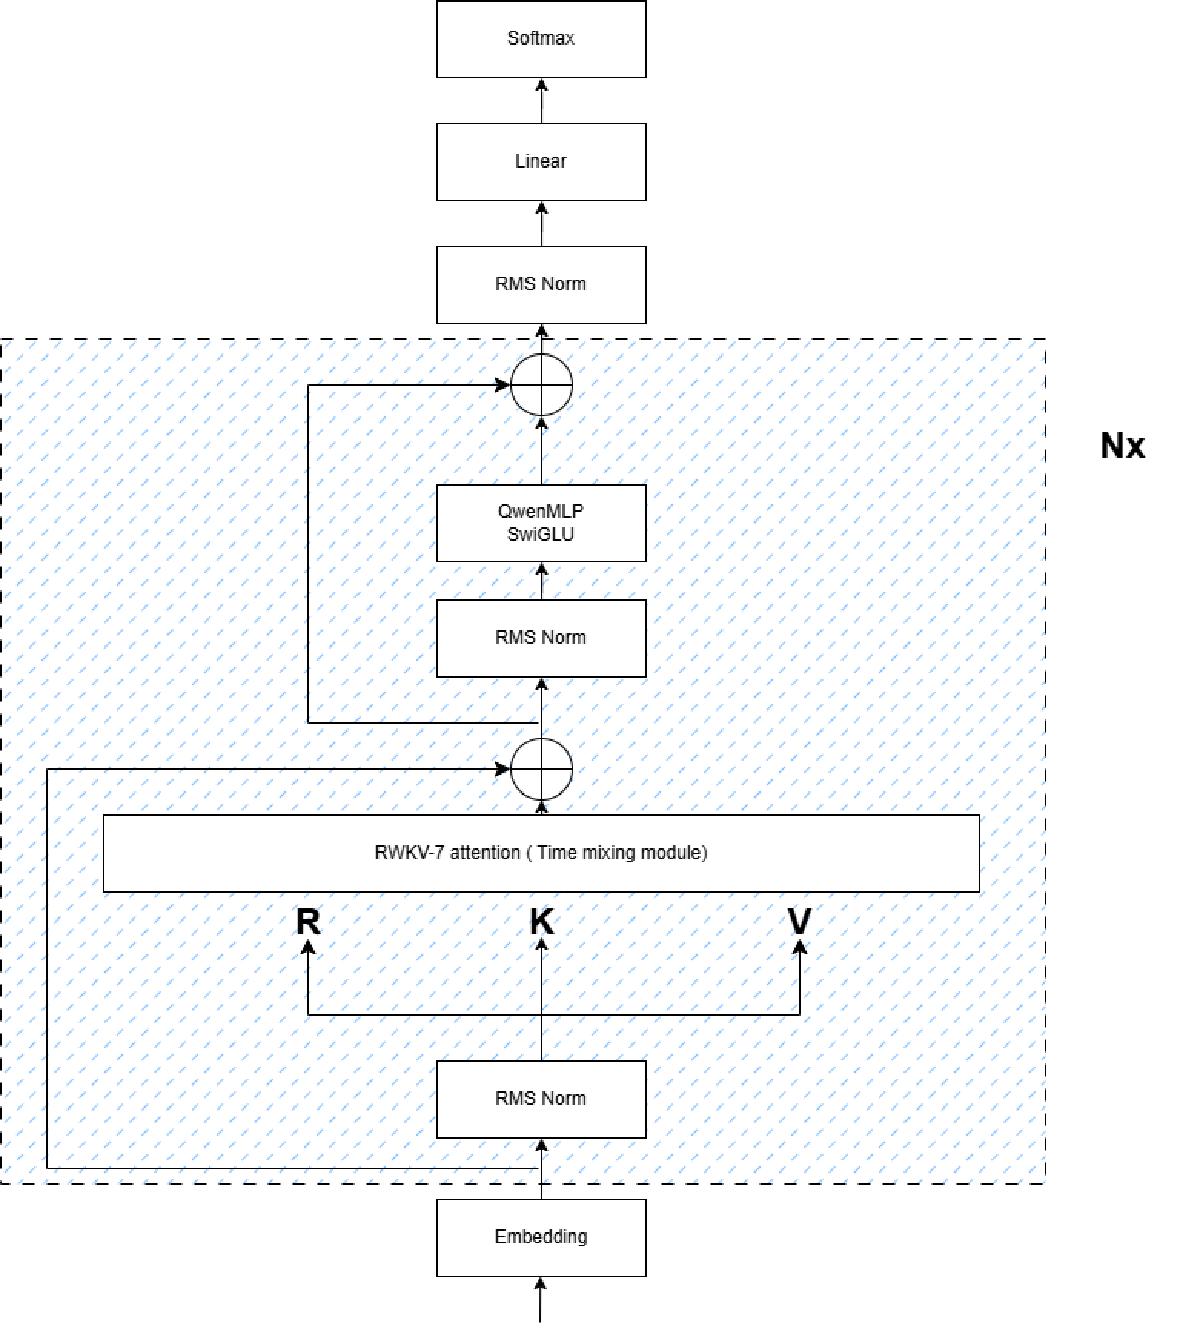 Softmax
Linear
RMS Norm
Nx
QwenMLP
SwiGLU
RMS Norm
RWKV-7 attention ( Time mixing module)
R K V
RMS Norm
Embedding